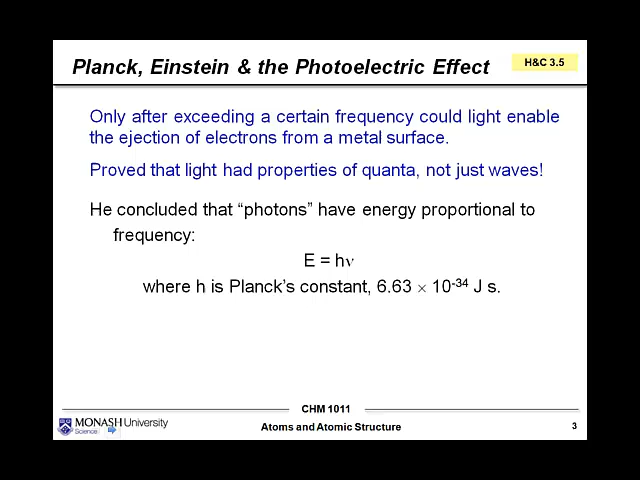 Planck, Einstein & the Photoelectric Effect
H&C 3.5
Only after exceeding a certain frequency could light enable
the ejection of electrons from a metal surface.
Proved that light had properties of quanta, not just waves!
He concluded that “photons” have energy proportional to
frequency:
E = hν
where h is Planck’s constant, 6.63 × 10⁻³⁴ J s.
CHM 1011
MONASH University
Science
Atoms and Atomic Structure
3